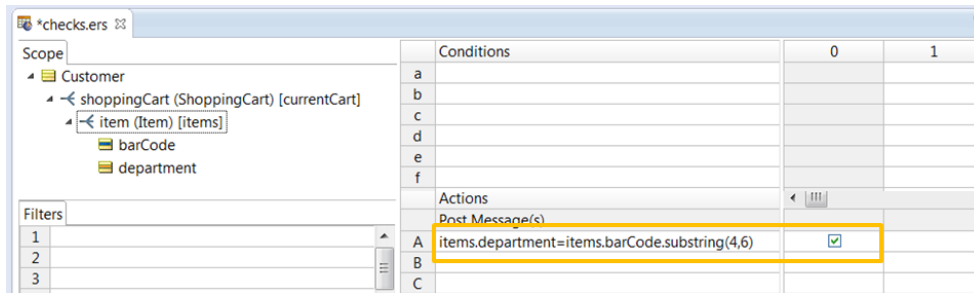 *checks.ers
Scope
Customer
shoppingCart (ShoppingCart) [currentCart]
item (Item) [items]
barCode
department
Filters
1
2
3
Conditions 0 1
a
b
c
d
e
f
Actions
Post Message(s)
A items.department=items.barCode.substring(4,6)
B
C